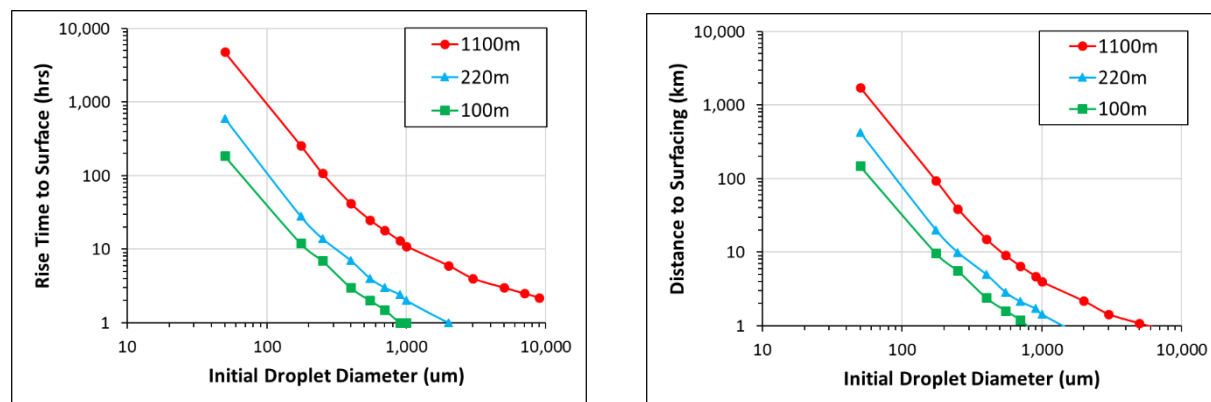 10,000
1,000
100
10
1
Rise Time to Surface (hrs)
1100m
220m
100m
10 100 1,000 10,000
Initial Droplet Diameter (um)
10,000
1,000
100
10
1
Distance to Surfacing (km)
1100m
220m
100m
10 100 1,000 10,000
Initial Droplet Diameter (um)